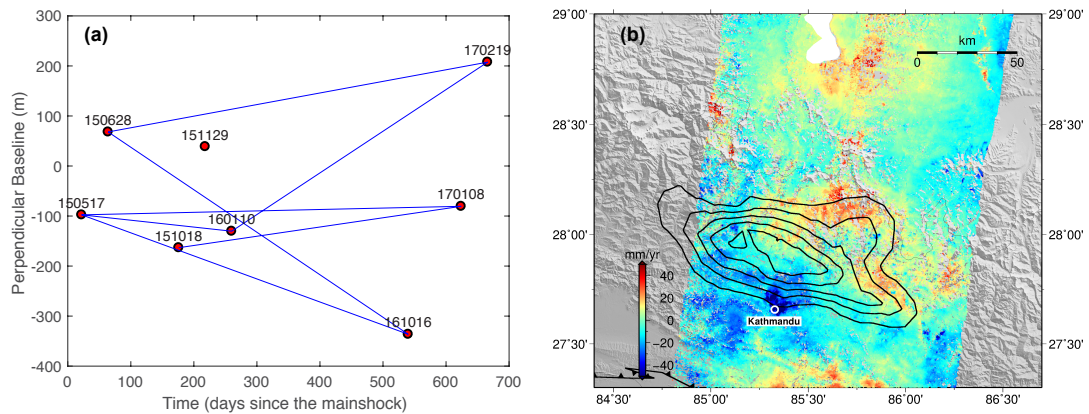 (a)
Perpendicular Baseline (m)
300
200
100
0
-100
-200
-300
-400
170219
150628
151129
150517
170108
160110
151018
161016
0 100 200 300 400 500 600 700
Time (days since the mainshock)
(b)
km
0 50
29°00' 29°00'
28°30' 28°30'
28°00' 28°00'
27°30' 27°30'
mm/yr
40
20
0
−20
−40
Kathmandu
84°30' 85°00' 85°30' 86°00' 86°30'